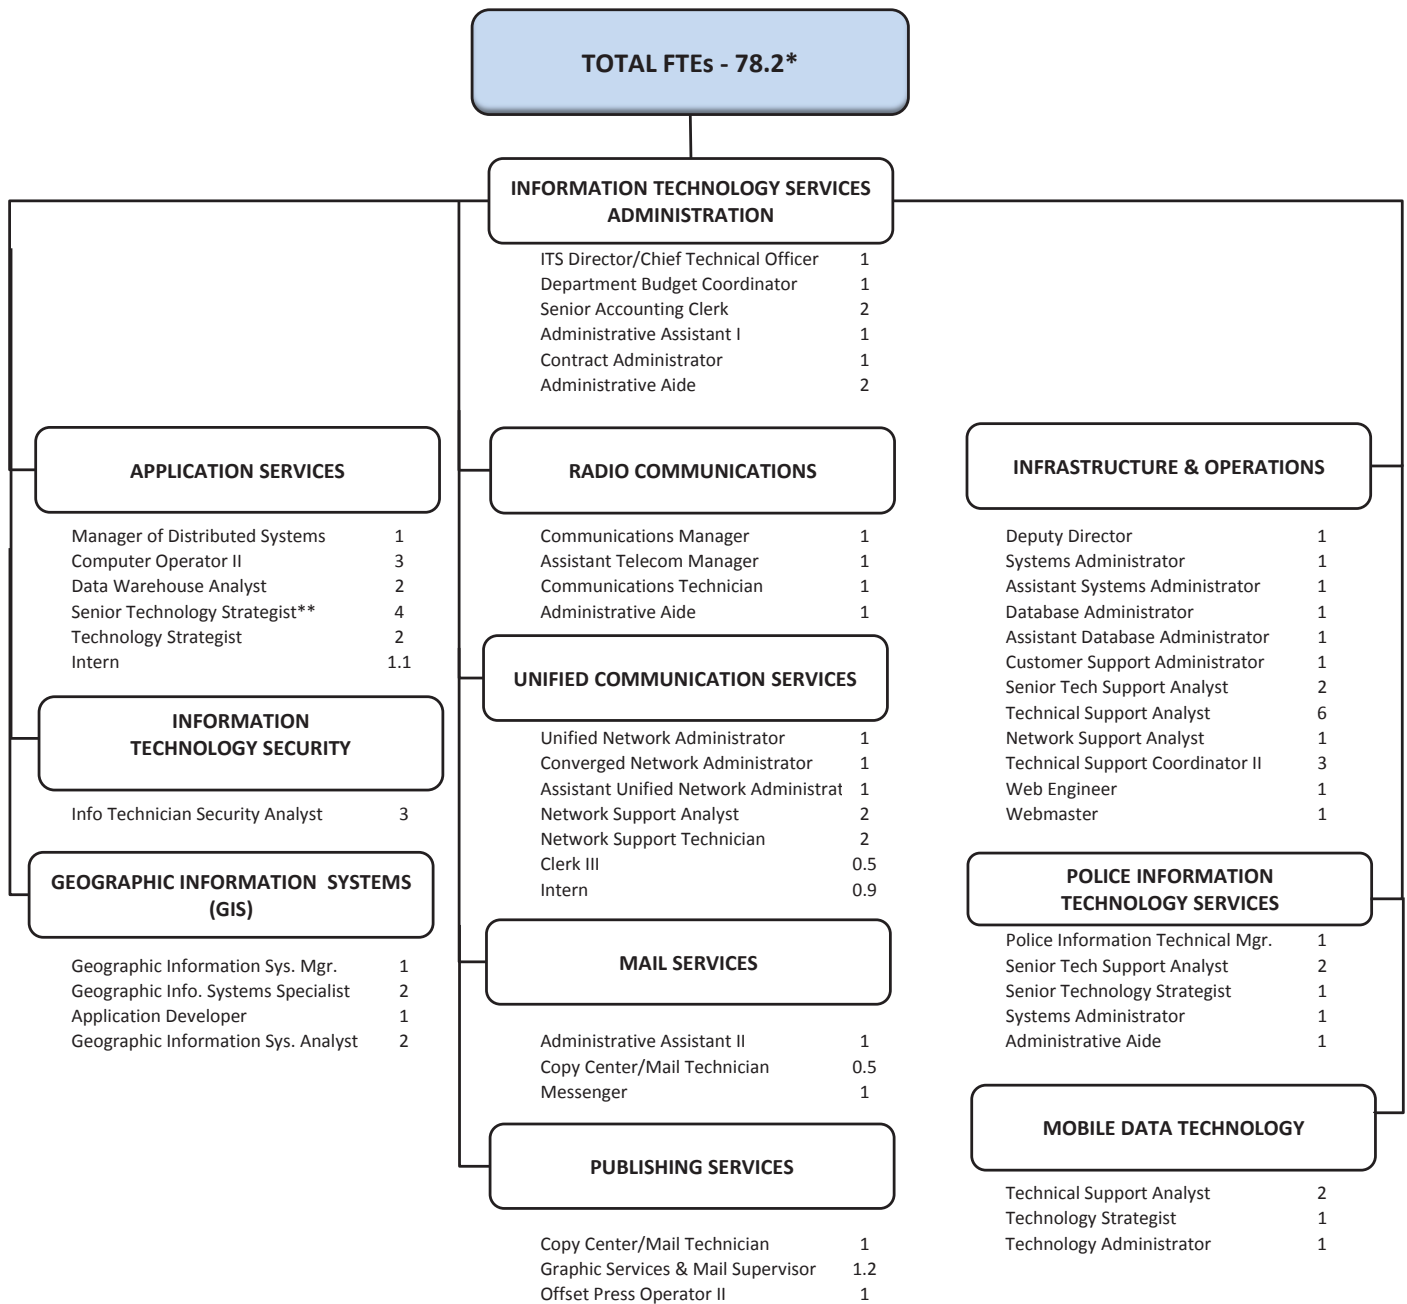 TOTAL FTEs - 78.2*
INFORMATION TECHNOLOGY SERVICES
ADMINISTRATION
ITS Director/Chief Technical Officer 1
Department Budget Coordinator 1
Senior Accounting Clerk 2
Administrative Assistant I 1
Contract Administrator 1
Administrative Aide 2
APPLICATION SERVICES
Manager of Distributed Systems 1
Computer Operator II 3
Data Warehouse Analyst 2
Senior Technology Strategist** 4
Technology Strategist 2
Intern 1.1
INFORMATION
TECHNOLOGY SECURITY
Info Technician Security Analyst 3
GEOGRAPHIC INFORMATION SYSTEMS
(GIS)
Geographic Information Sys. Mgr. 1
Geographic Info. Systems Specialist 2
Application Developer 1
Geographic Information Sys. Analyst 2
RADIO COMMUNICATIONS
Communications Manager 1
Assistant Telecom Manager 1
Communications Technician 1
Administrative Aide 1
UNIFIED COMMUNICATION SERVICES
Unified Network Administrator 1
Converged Network Administrator 1
Assistant Unified Network Administrat 1
Network Support Analyst 2
Network Support Technician 2
Clerk III 0.5
Intern 0.9
MAIL SERVICES
Administrative Assistant II 1
Copy Center/Mail Technician 0.5
Messenger 1
PUBLISHING SERVICES
Copy Center/Mail Technician 1
Graphic Services & Mail Supervisor 1.2
Offset Press Operator II 1
INFRASTRUCTURE & OPERATIONS
Deputy Director 1
Systems Administrator 1
Assistant Systems Administrator 1
Database Administrator 1
Assistant Database Administrator 1
Customer Support Administrator 1
Senior Tech Support Analyst 2
Technical Support Analyst 6
Network Support Analyst 1
Technical Support Coordinator II 3
Web Engineer 1
Webmaster 1
POLICE INFORMATION
TECHNOLOGY SERVICES
Police Information Technical Mgr. 1
Senior Tech Support Analyst 2
Senior Technology Strategist 1
Systems Administrator 1
Administrative Aide 1
MOBILE DATA TECHNOLOGY
Technical Support Analyst 2
Technology Strategist 1
Technology Administrator 1